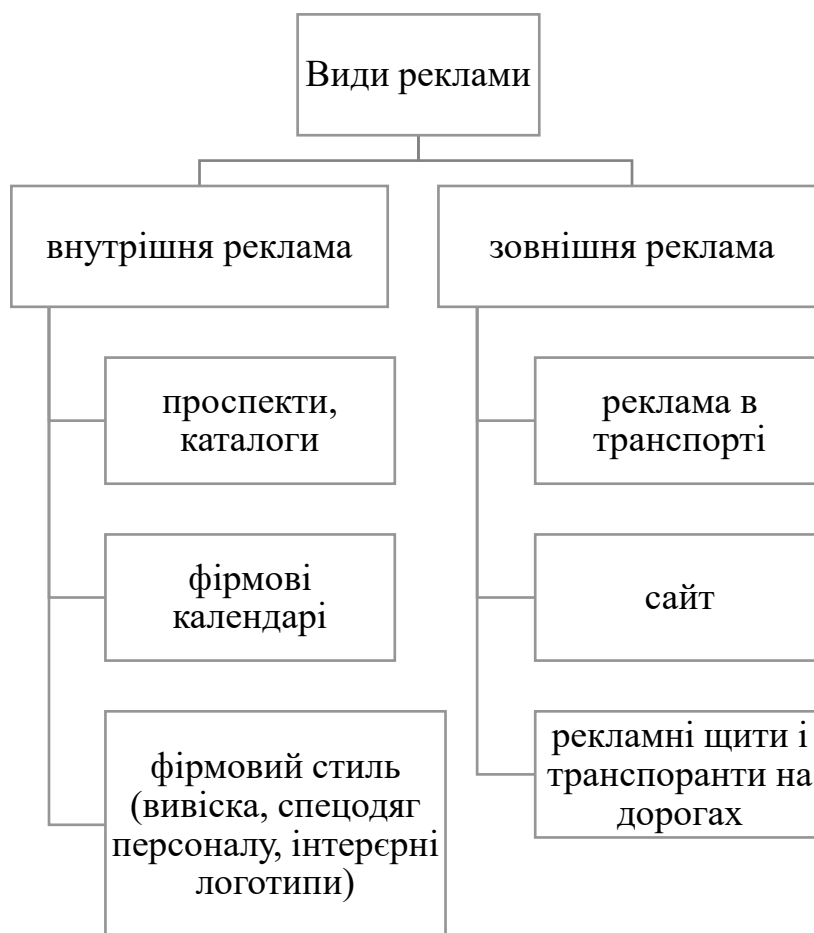 Види реклами
внутрішня реклама
проспекти,
каталоги
фірмові
календарі
фірмовий стиль
(вивіска, спецодяг
персоналу, інтерєрні
логотипи)
зовнішня реклама
реклама в
транспорті
сайт
рекламні щити і
транспоранти на
дорогах